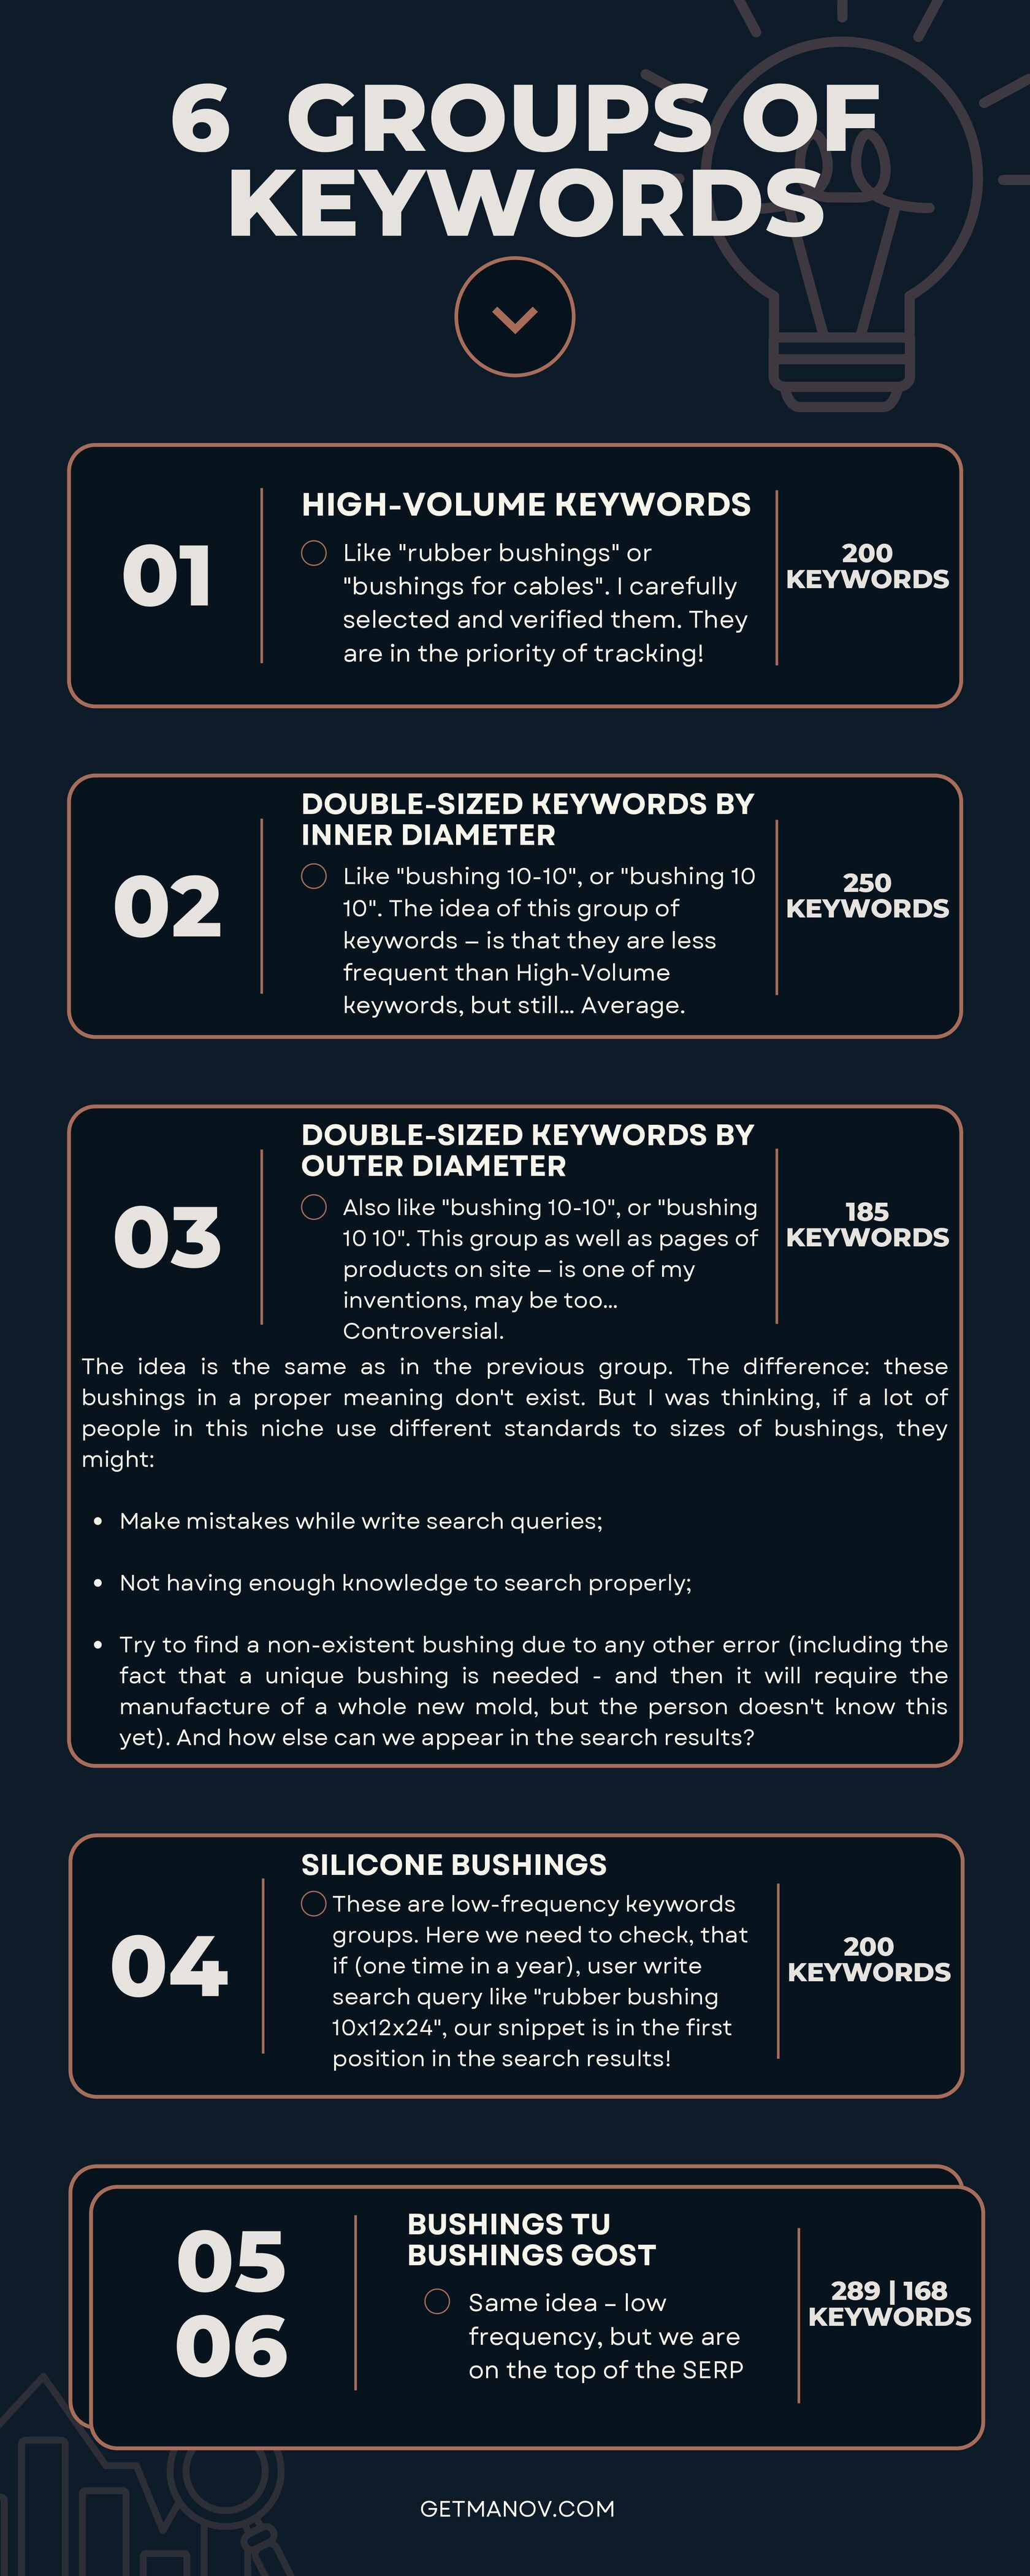 6 GROUPS OF
KEYWORDS
01
HIGH-VOLUME KEYWORDS
Like "rubber bushings" or
"bushings for cables". I carefully
selected and verified them. They
are in the priority of tracking!
200
KEYWORDS
02
DOUBLE-SIZED KEYWORDS BY
INNER DIAMETER
Like "bushing 10-10", or "bushing 10
10". The idea of this group of
keywords – is that they are less
frequent than High-Volume
keywords, but still... Average.
250
KEYWORDS
03
DOUBLE-SIZED KEYWORDS BY
OUTER DIAMETER
Also like "bushing 10-10", or "bushing
10 10". This group as well as pages of
products on site – is one of my
inventions, may be too...
Controversial.
185
KEYWORDS
The idea is the same as in the previous group. The difference: these
bushings in a proper meaning don't exist. But I was thinking, if a lot of
people in this niche use different standards to sizes of bushings, they
might:
• Make mistakes while write search queries;
• Not having enough knowledge to search properly;
• Try to find a non-existent bushing due to any other error (including the
fact that a unique bushing is needed - and then it will require the
manufacture of a whole new mold, but the person doesn't know this
yet). And how else can we appear in the search results?
04
SILICONE BUSHINGS
These are low-frequency keywords
groups. Here we need to check, that
if (one time in a year), user write
search query like "rubber bushing
10x12x24", our snippet is in the first
position in the search results!
200
KEYWORDS
05
06
BUSHINGS TU
BUSHINGS GOST
Same idea – low
frequency, but we are
on the top of the SERP
289 | 168
KEYWORDS
GETMANOV.COM